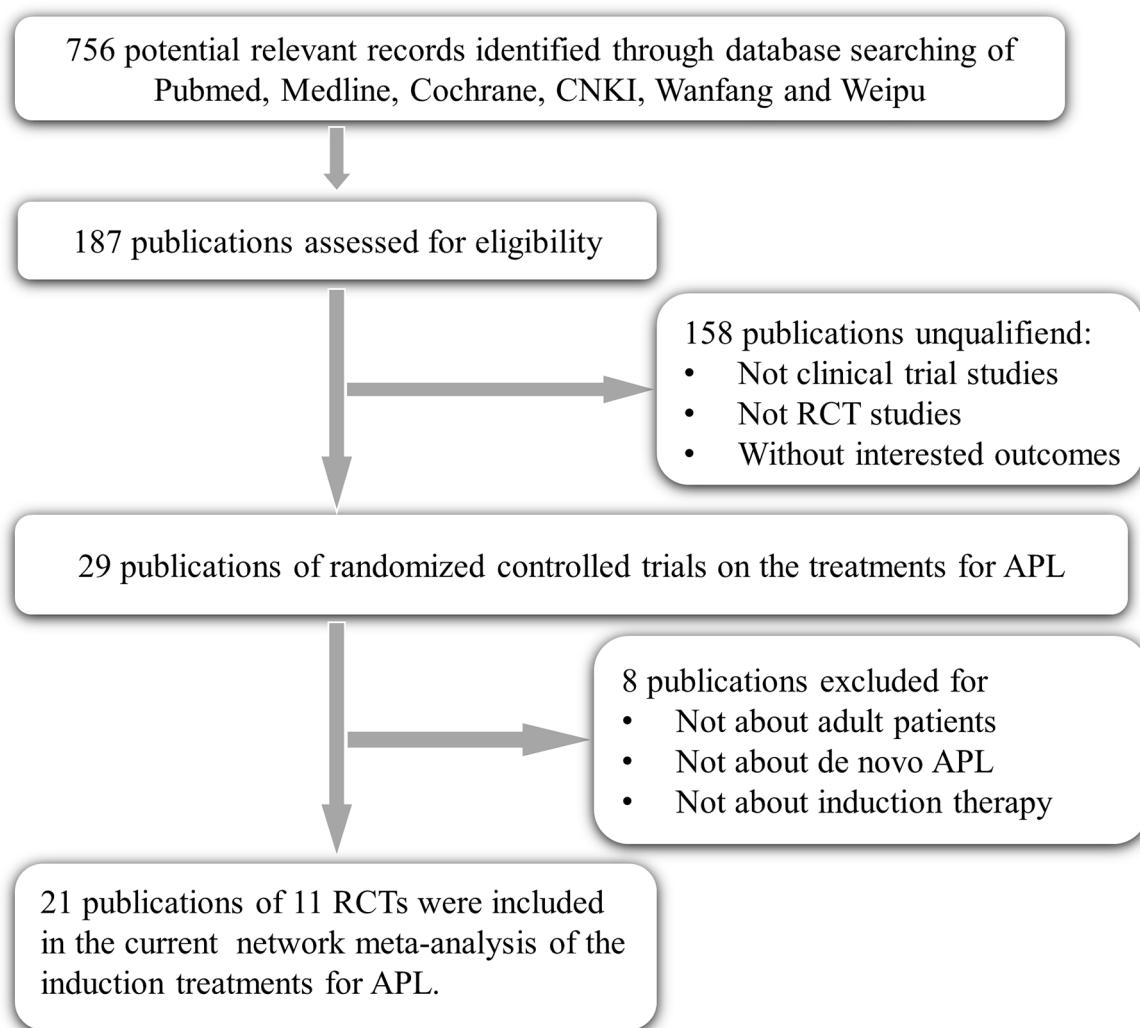 756 potential relevant records identified through database searching of
Pubmed, Medline, Cochrane, CNKI, Wanfang and Weipu
187 publications assessed for eligibility
158 publications unqualifiend:
• Not clinical trial studies
• Not RCT studies
• Without interested outcomes
29 publications of randomized controlled trials on the treatments for APL
8 publications excluded for
• Not about adult patients
• Not about de novo APL
• Not about induction therapy
21 publications of 11 RCTs were included
in the current network meta-analysis of the
induction treatments for APL.